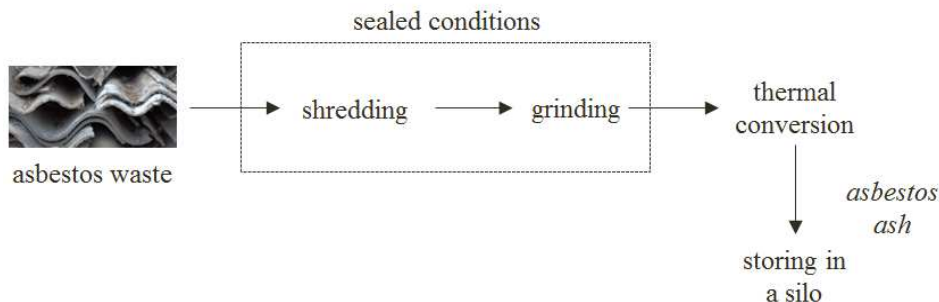 sealed conditions
asbestos waste
shredding
grinding
thermal
conversion
asbestos
ash
storing in
a silo